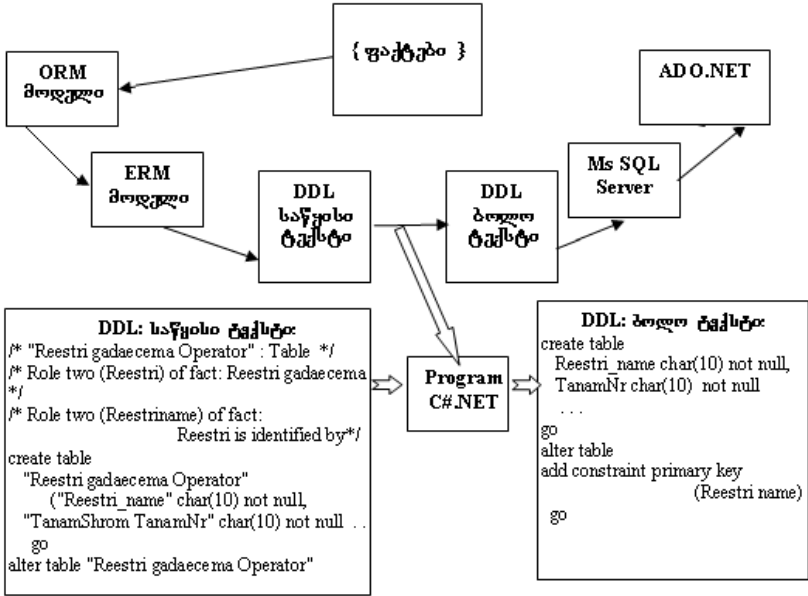 { ფაქტები }
ORM
მოდელი
ADO.NET
ERM
მოდელი
DDL
საწყისი
ტექსტი
DDL
ბოლო
ტექსტი
Ms SQL
Server
DDL: საწყისი ტექსტი:
/* "Reestri gadaecema Operator" : Table */
/* Role two (Reestri) of fact: Reestri gadaecema
*/
/* Role two (Reestriname) of fact:
Reestri is identified by*/
create table
"Reestri gadaecema Operator"
("Reestri_name" char(10) not null,
"TanamShrom TanamNr" char(10) not null . .
go
alter table "Reestri gadaecema Operator"
Program
C#.NET
DDL: ბოლო ტექსტი:
create table
Reestri_name char(10) not null,
TanamNr char(10) not null
. . .
go
alter table
add constraint primary key
(Reestri name)
go